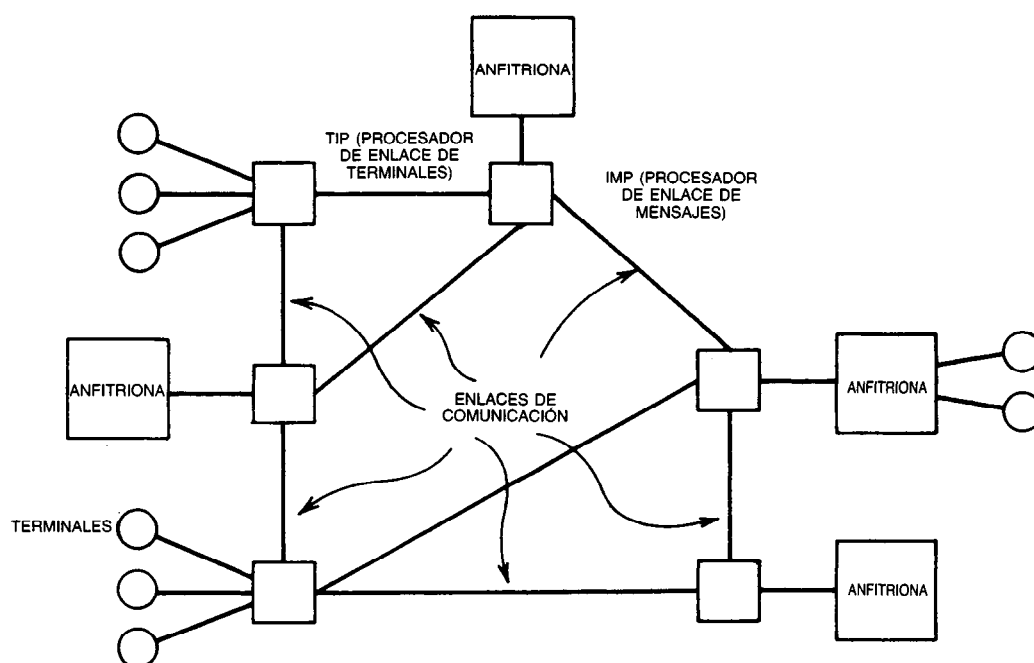 ANFITRIONA
TIP (PROCESADOR
DE ENLACE DE
TERMINALES)
IMP (PROCESADOR
DE ENLACE DE
MENSAJES)
ANFITRIONA
ENLACES DE
COMUNICACIÓN
ANFITRIONA
TERMINALES
ANFITRIONA